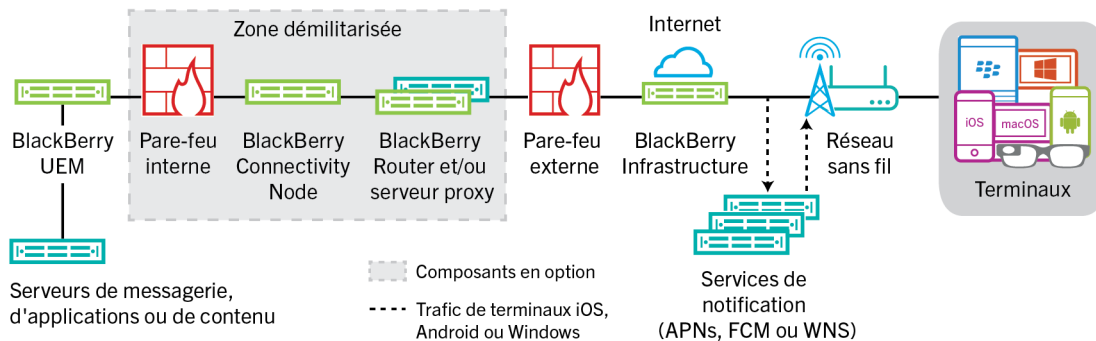 Zone démilitarisée
Internet
iOS
macOS
BlackBerry
UEM
Pare-feu
interne
BlackBerry
Connectivity
Node
BlackBerry
Router et/ou
serveur proxy
Pare-feu
externe
BlackBerry
Infrastructure
Réseau
sans fil
Terminaux
Serveurs de messagerie,
d'applications ou de contenu
Composants en option
Trafic de terminaux iOS,
Android ou Windows
Services de
notification
(APNs, FCM ou WNS)